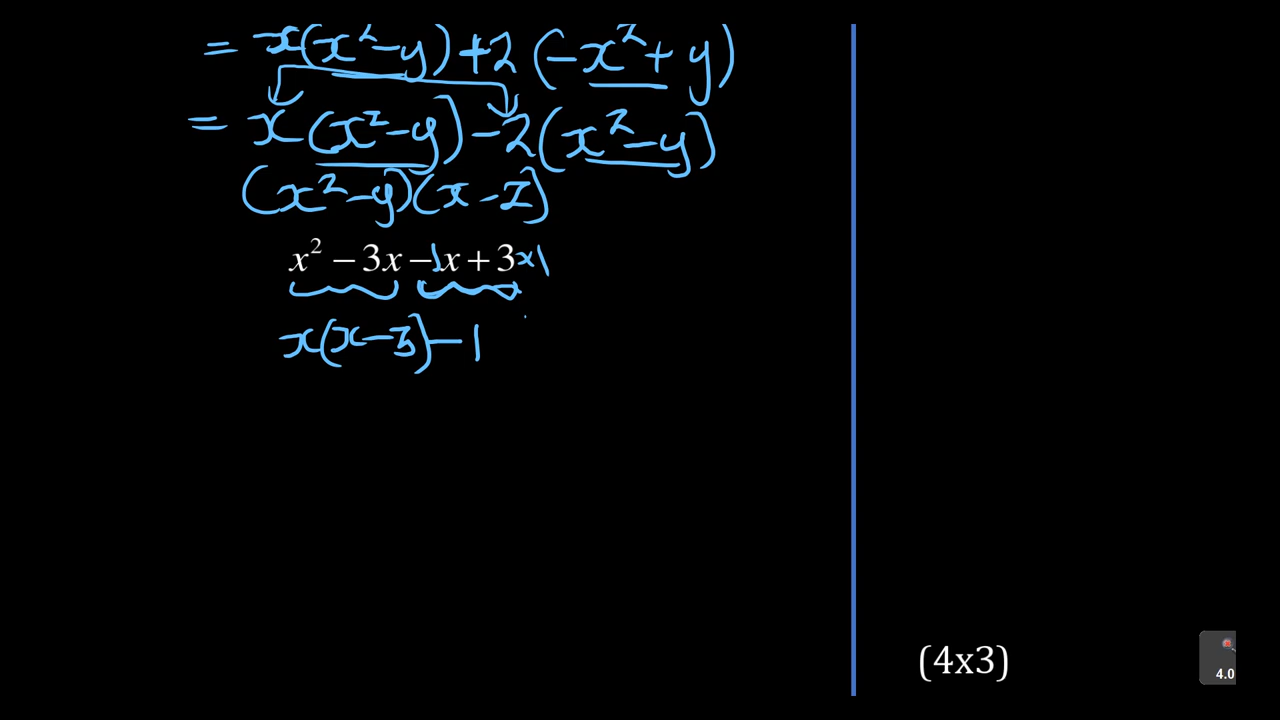 = x(x²-y)+2(-x²+y)
= x(x²-y)-2(x²-y)
(x²-y)(x-2)
x² − 3x − 1x + 3×1
x(x-3)-1
(4x3)
4.0